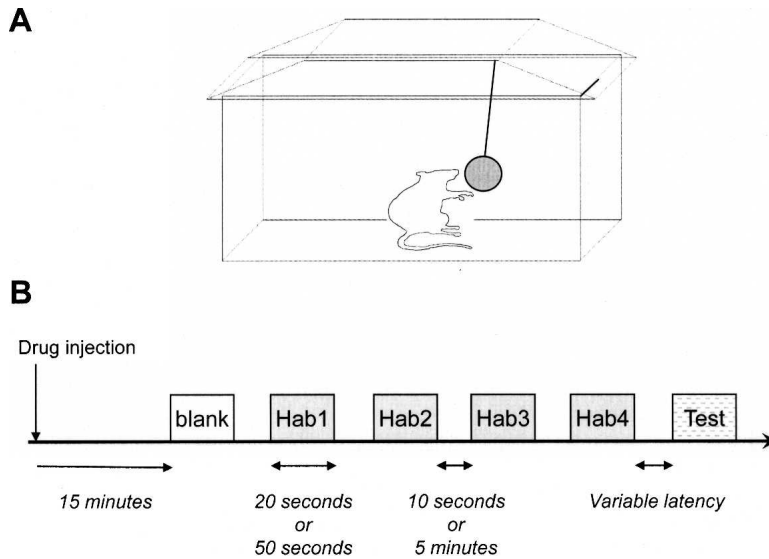 A
B
Drug injection
blank Hab1 Hab2 Hab3 Hab4 Test
15 minutes 20 seconds 10 seconds Variable latency
or or
50 seconds 5 minutes